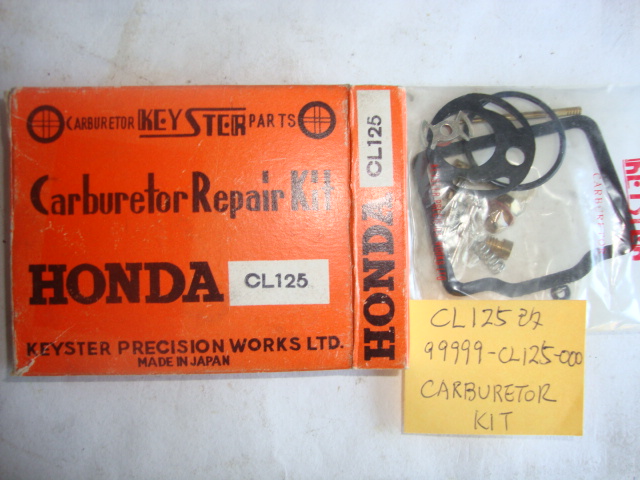 CARBURETOR KEYSTER PARTS
Carburetor Repair Kit
HONDA CL125
KEYSTER PRECISION WORKS LTD.
MADE IN JAPAN
HONDA CL125
KEYSTER
CL125
99999-CL125-000
CARBURETOR
KIT